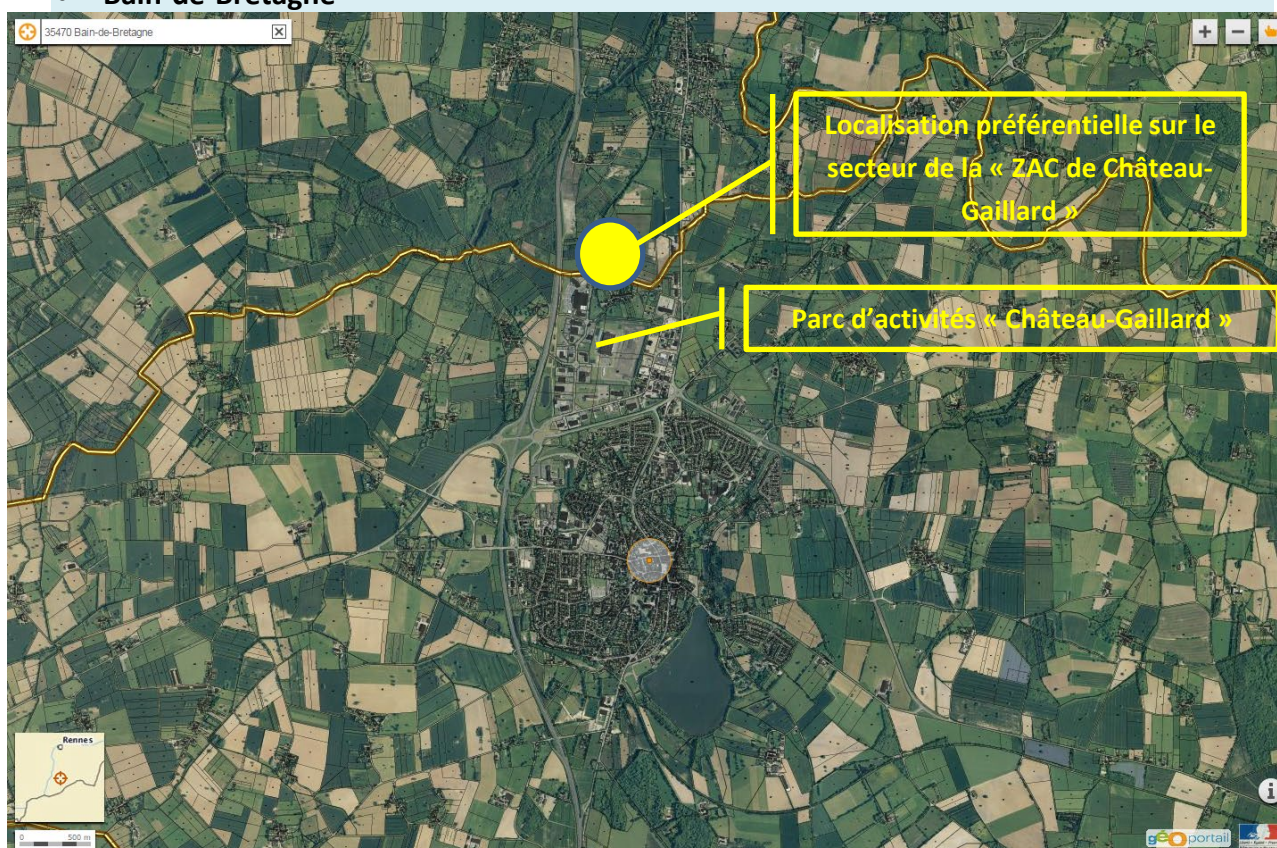 Bain-de-Bretagne
35470 Bain-de-Bretagne
Localisation préférentielle sur le
secteur de la « ZAC de Château-
Gaillard »
Parc d’activités « Château-Gaillard »
Rennes
0 500 m
géoportail